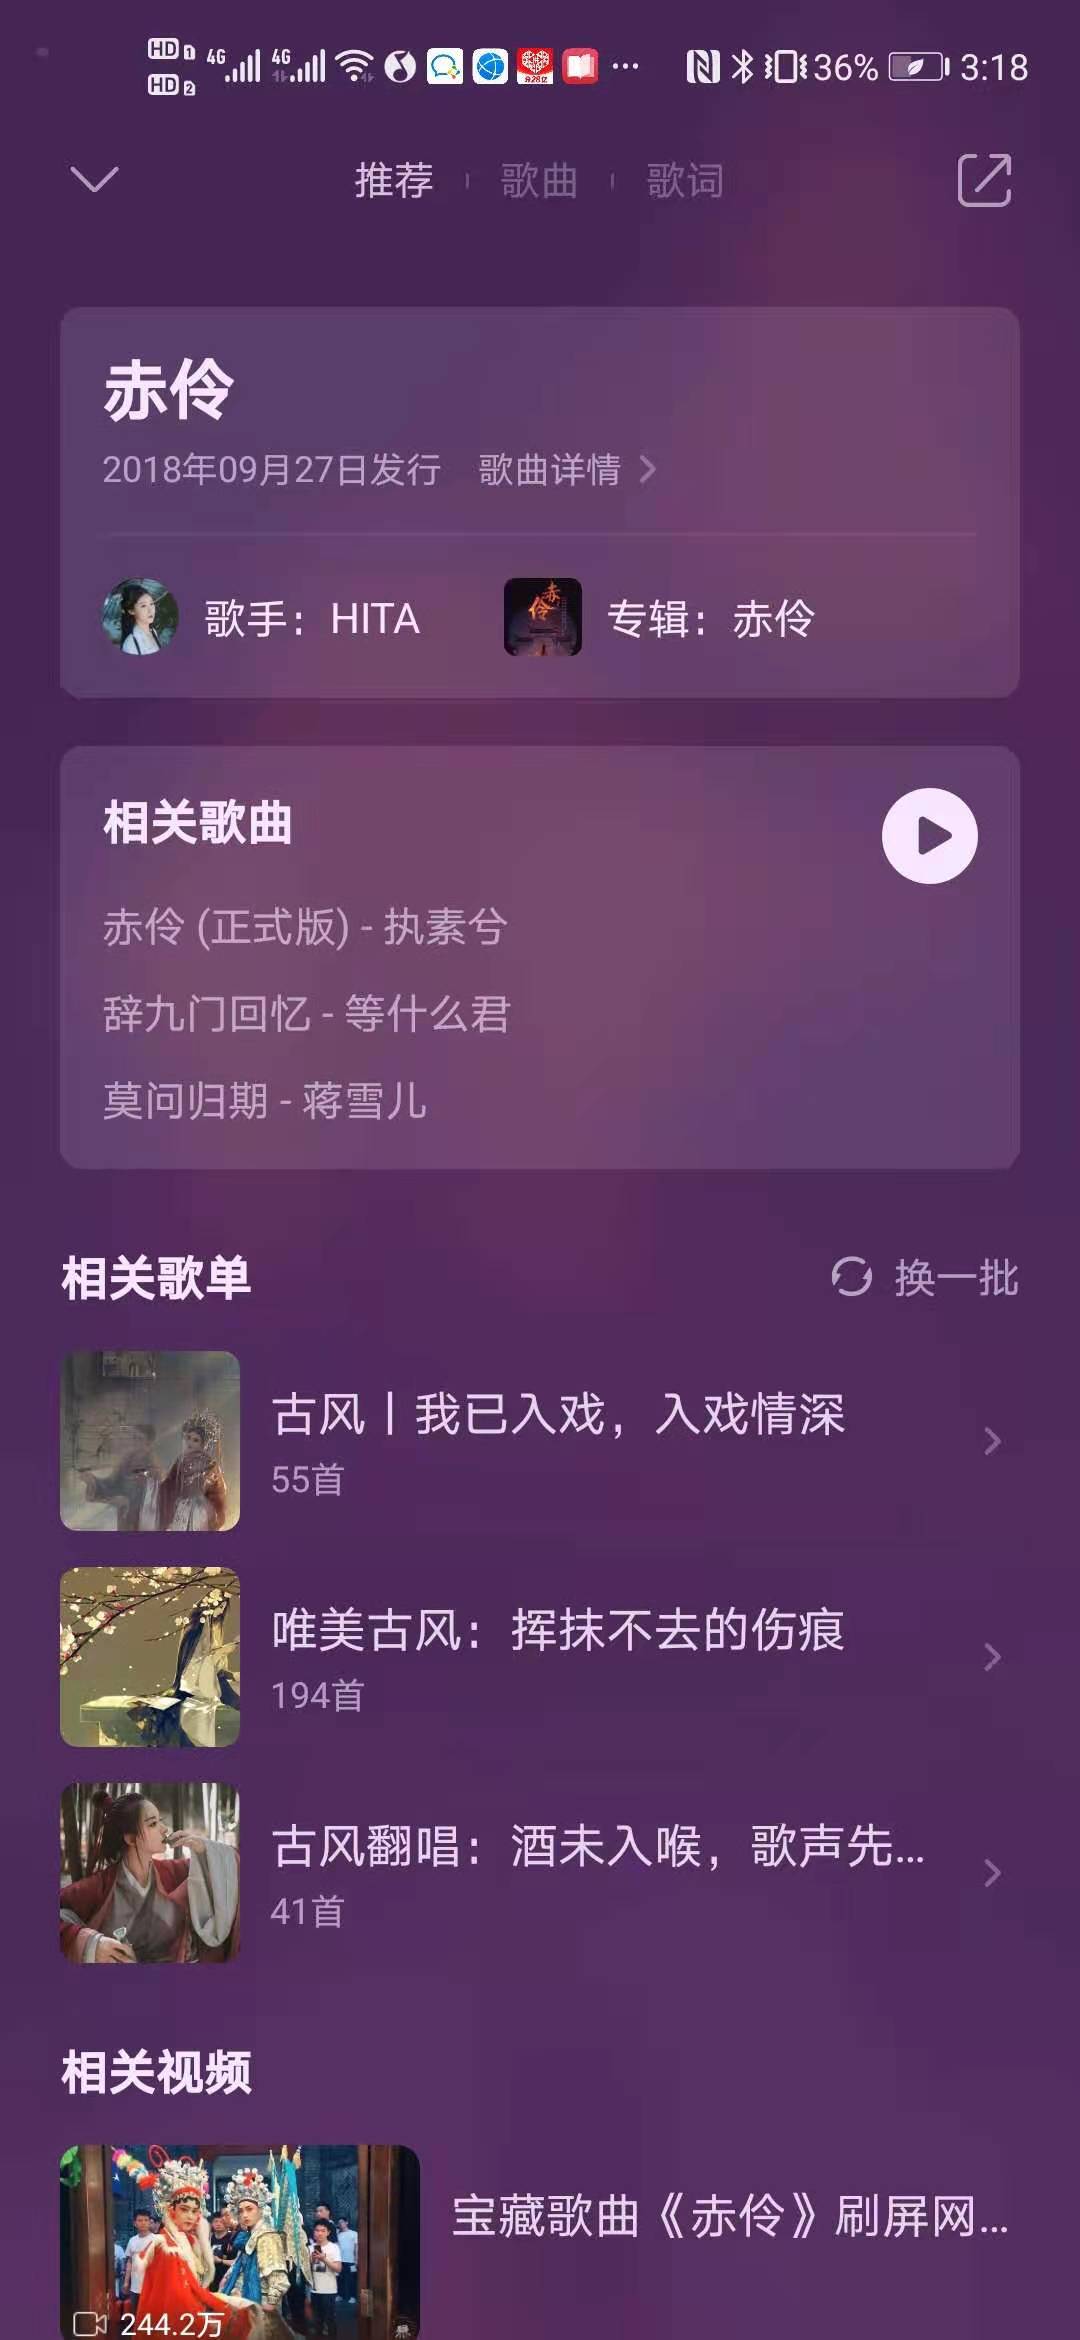 HD 1
HD 2
4G
4G
36%
3:18
推荐
歌曲
歌词
赤伶
2018年09月27日发行 歌曲详情
歌手：HITA
赤伶
专辑：赤伶
相关歌曲
赤伶 (正式版) - 执素兮
辞九门回忆 - 等什么君
莫问归期 - 蒋雪儿
相关歌单
换一批
古风丨我已入戏，入戏情深
55首
唯美古风：挥抹不去的伤痕
194首
古风翻唱：酒未入喉，歌声先...
41首
相关视频
宝藏歌曲《赤伶》刷屏网...
244.2万